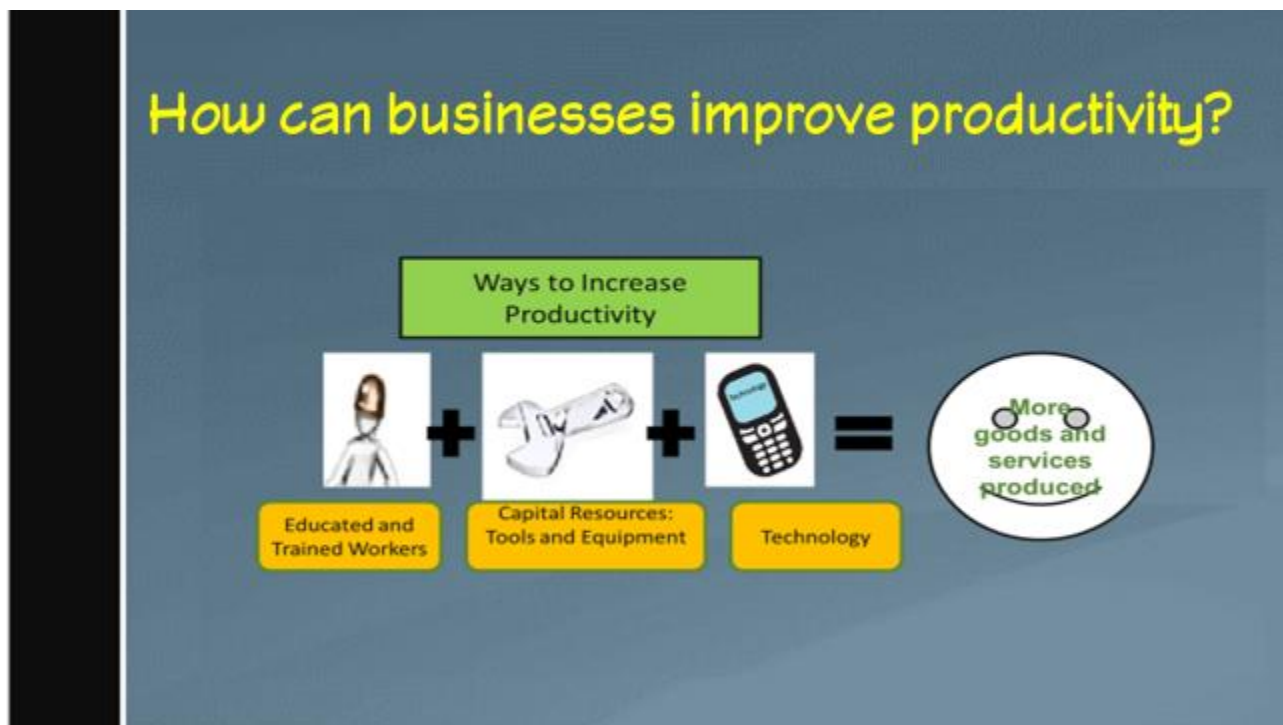 How can businesses improve productivity?
Ways to Increase
Productivity
Technology
More
goods and
services
produced
Educated and
Trained Workers
Capital Resources:
Tools and Equipment
Technology